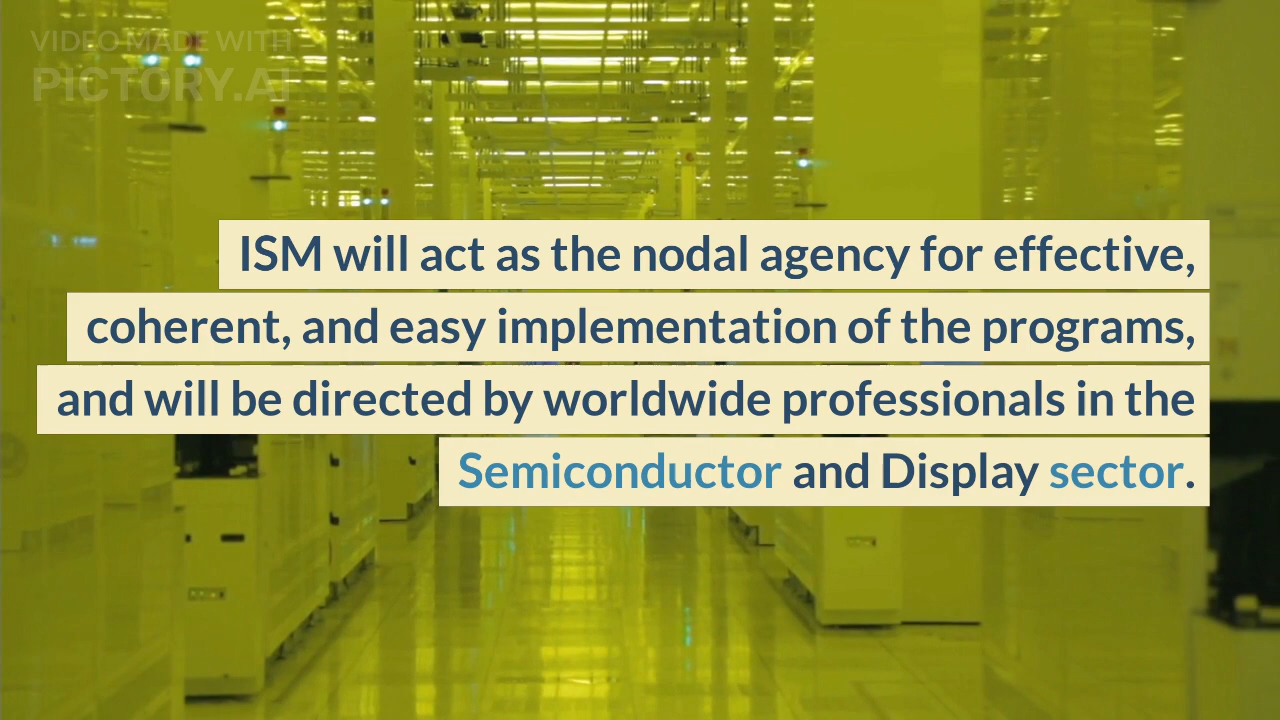 VIDEO MADE WITH
PICTORY.AI
ISM will act as the nodal agency for effective,
coherent, and easy implementation of the programs,
and will be directed by worldwide professionals in the
Semiconductor and Display sector.